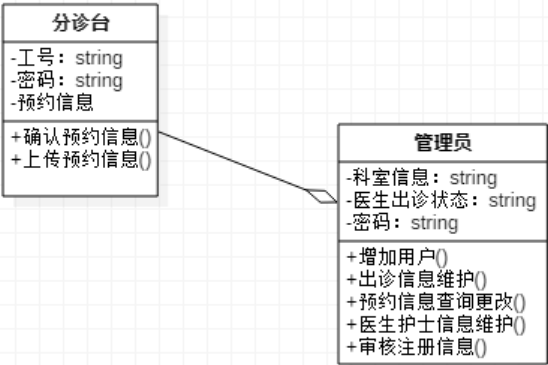 分诊台
-工号：string
-密码：string
-预约信息
+确认预约信息()
+上传预约信息()
管理员
-科室信息：string
-医生出诊状态：string
-密码：string
+增加用户()
+出诊信息维护()
+预约信息查询更改()
+医生护士信息维护()
+审核注册信息()